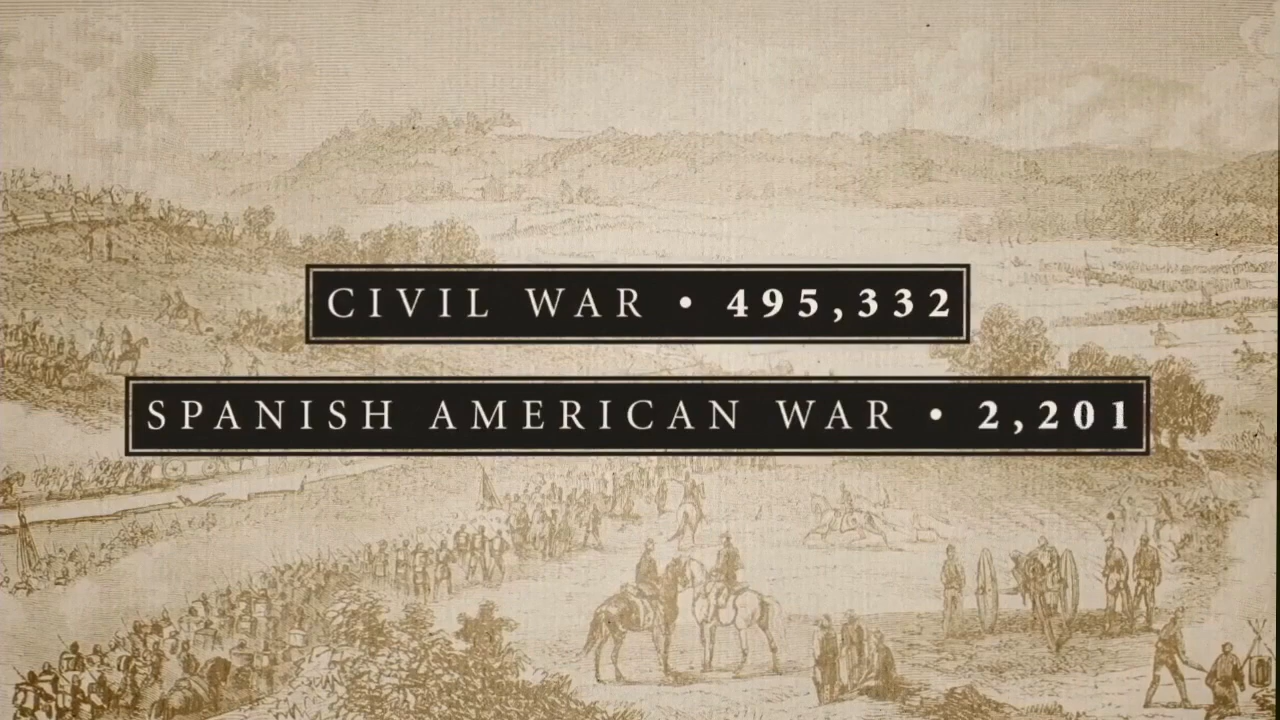 CIVIL WAR • 495,332
SPANISH AMERICAN WAR • 2,201